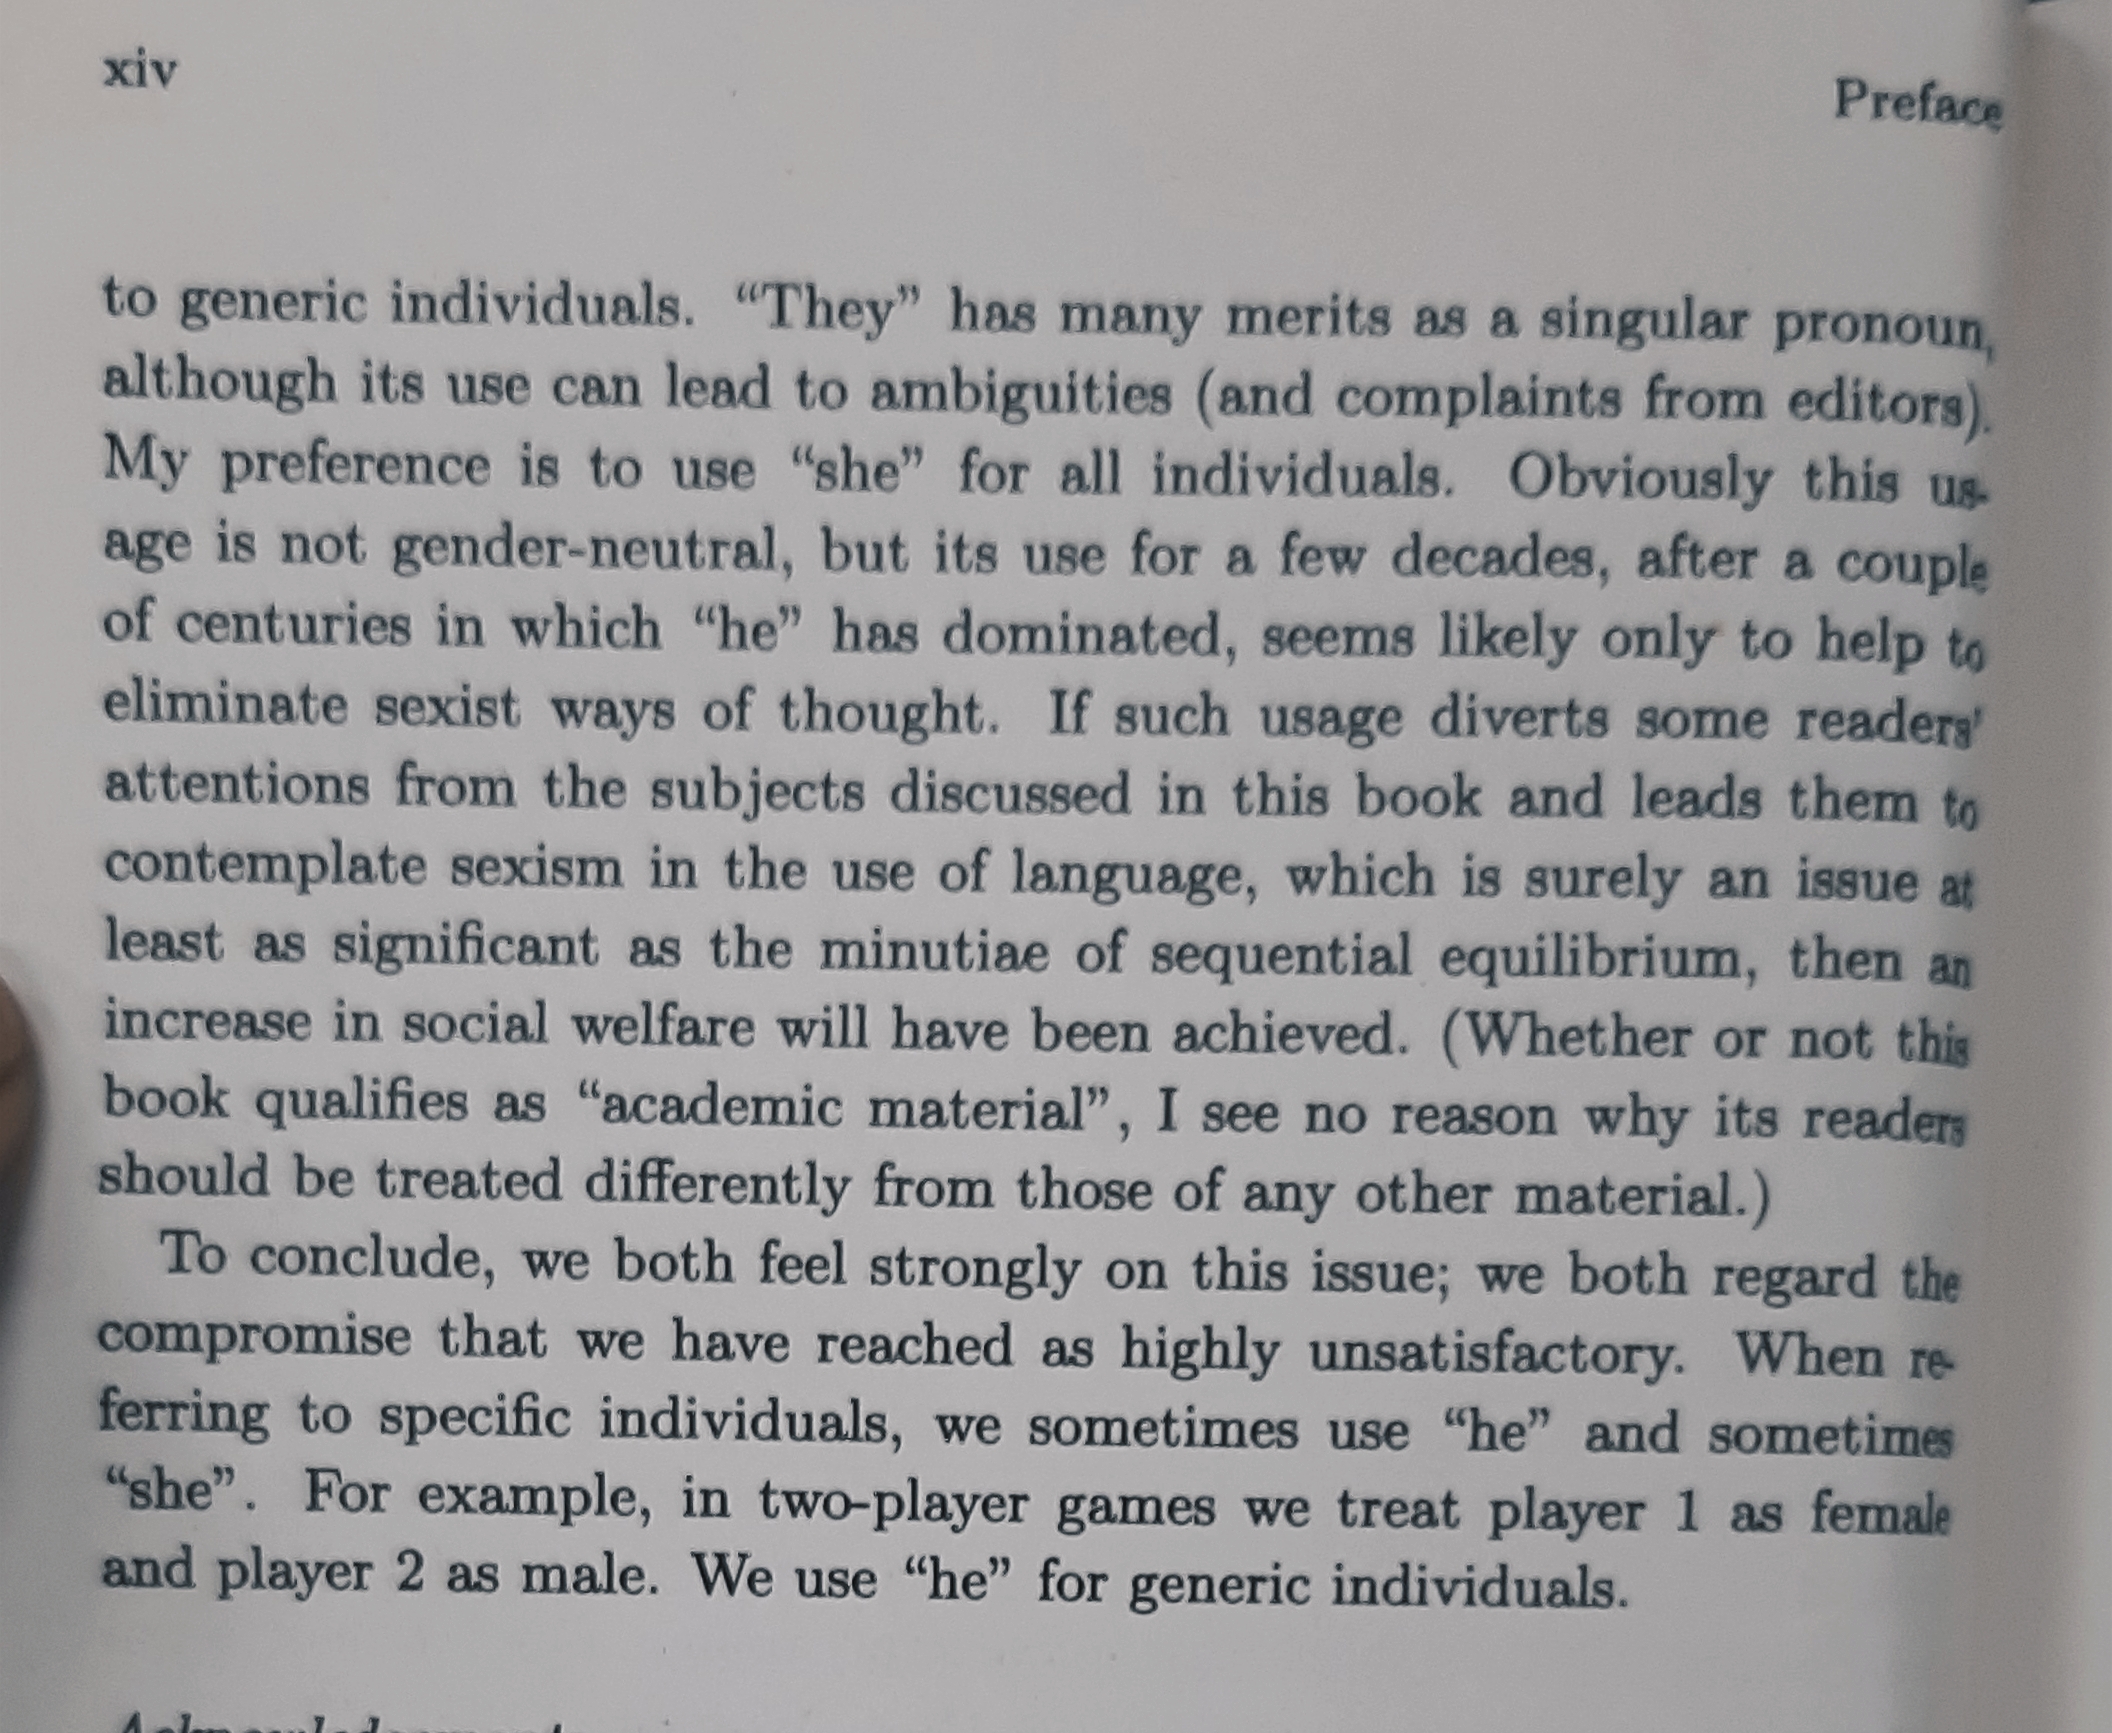 xiv
Preface
to generic individuals. “They” has many merits as a singular pronoun,
although its use can lead to ambiguities (and complaints from editors).
My preference is to use “she” for all individuals. Obviously this us-
age is not gender-neutral, but its use for a few decades, after a couple
of centuries in which “he” has dominated, seems likely only to help to
eliminate sexist ways of thought. If such usage diverts some readers’
attentions from the subjects discussed in this book and leads them to
contemplate sexism in the use of language, which is surely an issue at
least as significant as the minutiae of sequential equilibrium, then an
increase in social welfare will have been achieved. (Whether or not this
book qualifies as “academic material”, I see no reason why its readers
should be treated differently from those of any other material.)
To conclude, we both feel strongly on this issue; we both regard the
compromise that we have reached as highly unsatisfactory. When re-
ferring to specific individuals, we sometimes use “he” and sometimes
“she”. For example, in two-player games we treat player 1 as female
and player 2 as male. We use “he” for generic individuals.